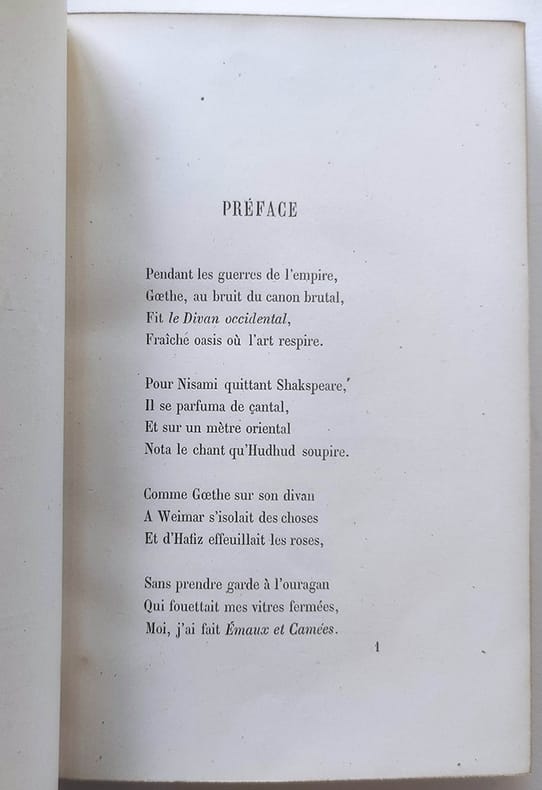 PRÉFACE
Pendant les guerres de l'empire,
Gœthe, au bruit du canon brutal,
Fit le Divan occidental,
Fraîche oasis où l'art respire.
Pour Nisami quittant Shakspeare,
Il se parfuma de çantal,
Et sur un mètre oriental
Nota le chant qu'Hudhud soupire.
Comme Gœthe sur son divan
A Weimar s'isolait des choses
Et d'Hafiz effeuillait les roses,
Sans prendre garde à l'ouragan
Qui fouettait mes vitres fermées,
Moi, j'ai fait Émaux et Camées.
1